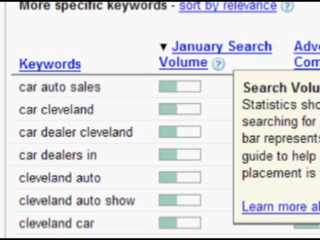 More specific keywords - sort by relevance ?
▼ January Search Adv
Keywords Volume ? Com
car auto sales
car cleveland
car dealer cleveland
car dealers in
cleveland auto
cleveland auto show
cleveland car
Search Volu
Statistics sho
searching for
bar represents
guide to help
placement is
Learn more a